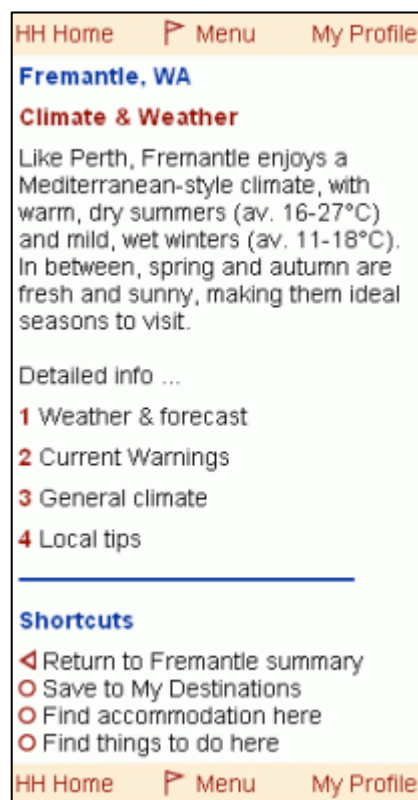 HH Home Menu My Profile
Fremantle, WA
Climate & Weather
Like Perth, Fremantle enjoys a
Mediterranean-style climate, with
warm, dry summers (av. 16-27°C)
and mild, wet winters (av. 11-18°C).
In between, spring and autumn are
fresh and sunny, making them ideal
seasons to visit.
Detailed info ...
1 Weather & forecast
2 Current Warnings
3 General climate
4 Local tips
Shortcuts
Return to Fremantle summary
Save to My Destinations
Find accommodation here
Find things to do here
HH Home Menu My Profile